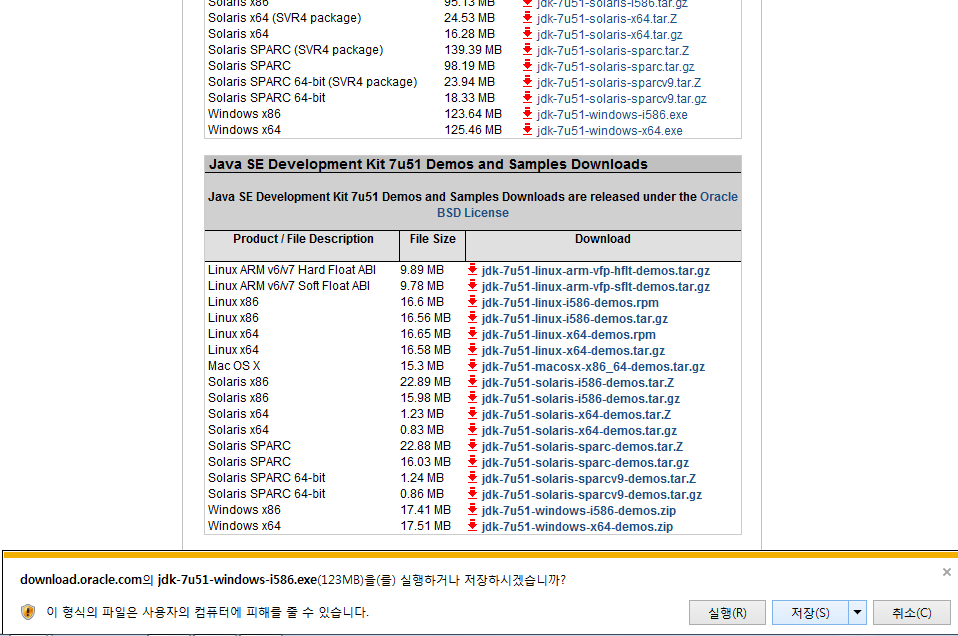 Solaris x86 95.13 MB jdk-7u51-solaris-i586.tar.gz
Solaris x64 (SVR4 package) 24.53 MB jdk-7u51-solaris-x64.tar.Z
Solaris x64 16.28 MB jdk-7u51-solaris-x64.tar.gz
Solaris SPARC (SVR4 package) 139.39 MB jdk-7u51-solaris-sparc.tar.Z
Solaris SPARC 98.19 MB jdk-7u51-solaris-sparc.tar.gz
Solaris SPARC 64-bit (SVR4 package) 23.94 MB jdk-7u51-solaris-sparcv9.tar.Z
Solaris SPARC 64-bit 18.33 MB jdk-7u51-solaris-sparcv9.tar.gz
Windows x86 123.64 MB jdk-7u51-windows-i586.exe
Windows x64 125.46 MB jdk-7u51-windows-x64.exe
Java SE Development Kit 7u51 Demos and Samples Downloads
Java SE Development Kit 7u51 Demos and Samples Downloads are released under the Oracle
BSD License
Product / File Description File Size Download
Linux ARM v6/v7 Hard Float ABI 9.89 MB jdk-7u51-linux-arm-vfp-hflt-demos.tar.gz
Linux ARM v6/v7 Soft Float ABI 9.78 MB jdk-7u51-linux-arm-vfp-sflt-demos.tar.gz
Linux x86 16.6 MB jdk-7u51-linux-i586-demos.rpm
Linux x86 16.56 MB jdk-7u51-linux-i586-demos.tar.gz
Linux x64 16.65 MB jdk-7u51-linux-x64-demos.rpm
Linux x64 16.58 MB jdk-7u51-linux-x64-demos.tar.gz
Mac OS X 15.3 MB jdk-7u51-macosx-x86_64-demos.tar.gz
Solaris x86 22.89 MB jdk-7u51-solaris-i586-demos.tar.Z
Solaris x86 15.98 MB jdk-7u51-solaris-i586-demos.tar.gz
Solaris x64 1.23 MB jdk-7u51-solaris-x64-demos.tar.Z
Solaris x64 0.83 MB jdk-7u51-solaris-x64-demos.tar.gz
Solaris SPARC 22.88 MB jdk-7u51-solaris-sparc-demos.tar.Z
Solaris SPARC 16.03 MB jdk-7u51-solaris-sparc-demos.tar.gz
Solaris SPARC 64-bit 1.24 MB jdk-7u51-solaris-sparcv9-demos.tar.Z
Solaris SPARC 64-bit 0.86 MB jdk-7u51-solaris-sparcv9-demos.tar.gz
Windows x86 17.41 MB jdk-7u51-windows-i586-demos.zip
Windows x64 17.51 MB jdk-7u51-windows-x64-demos.zip
download.oracle.com의 jdk-7u51-windows-i586.exe(123MB)을(를) 실행하거나 저장하시겠습니까?
이 형식의 파일은 사용자의 컴퓨터에 피해를 줄 수 있습니다.
실행(R) 저장(S) 취소(C)